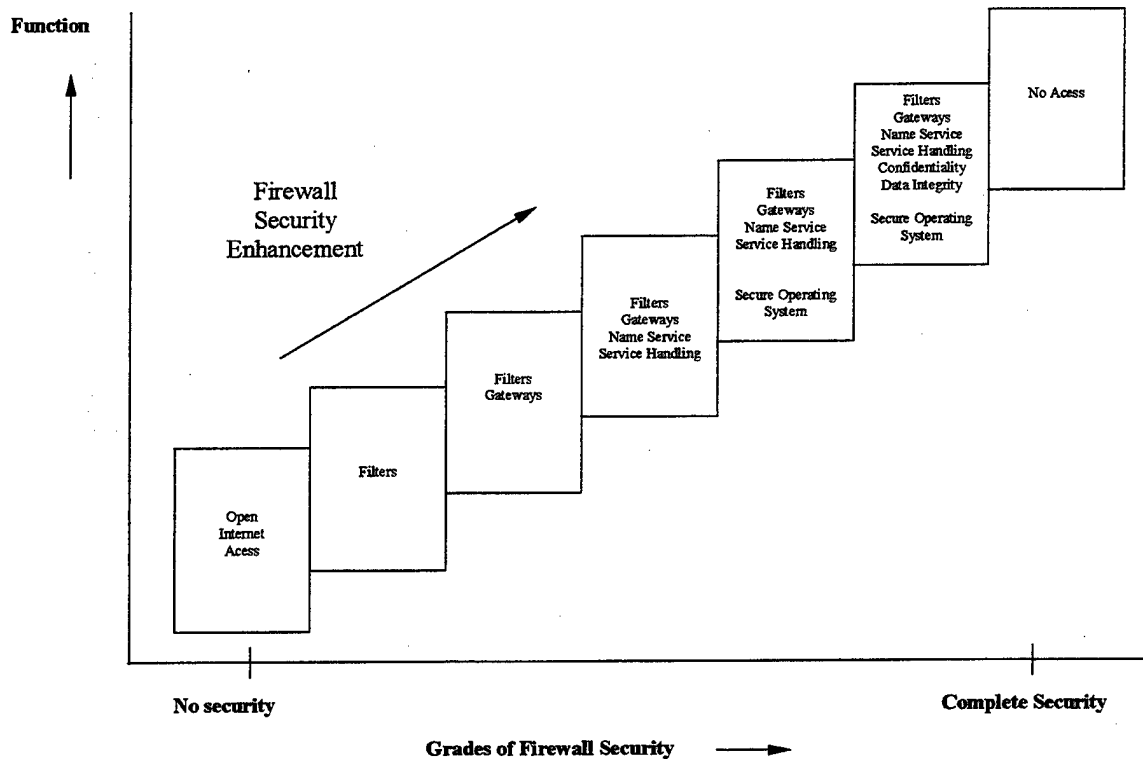 Function
Firewall
Security
Enhancement
Open
Internet
Acess
Filters
Filters
Gateways
Filters
Gateways
Name Service
Service Handling
Filters
Gateways
Name Service
Service Handling
Secure Operating
System
Filters
Gateways
Name Service
Service Handling
Confidentiality
Data Integrity
Secure Operating
System
No Acess
No security
Complete Security
Grades of Firewall Security